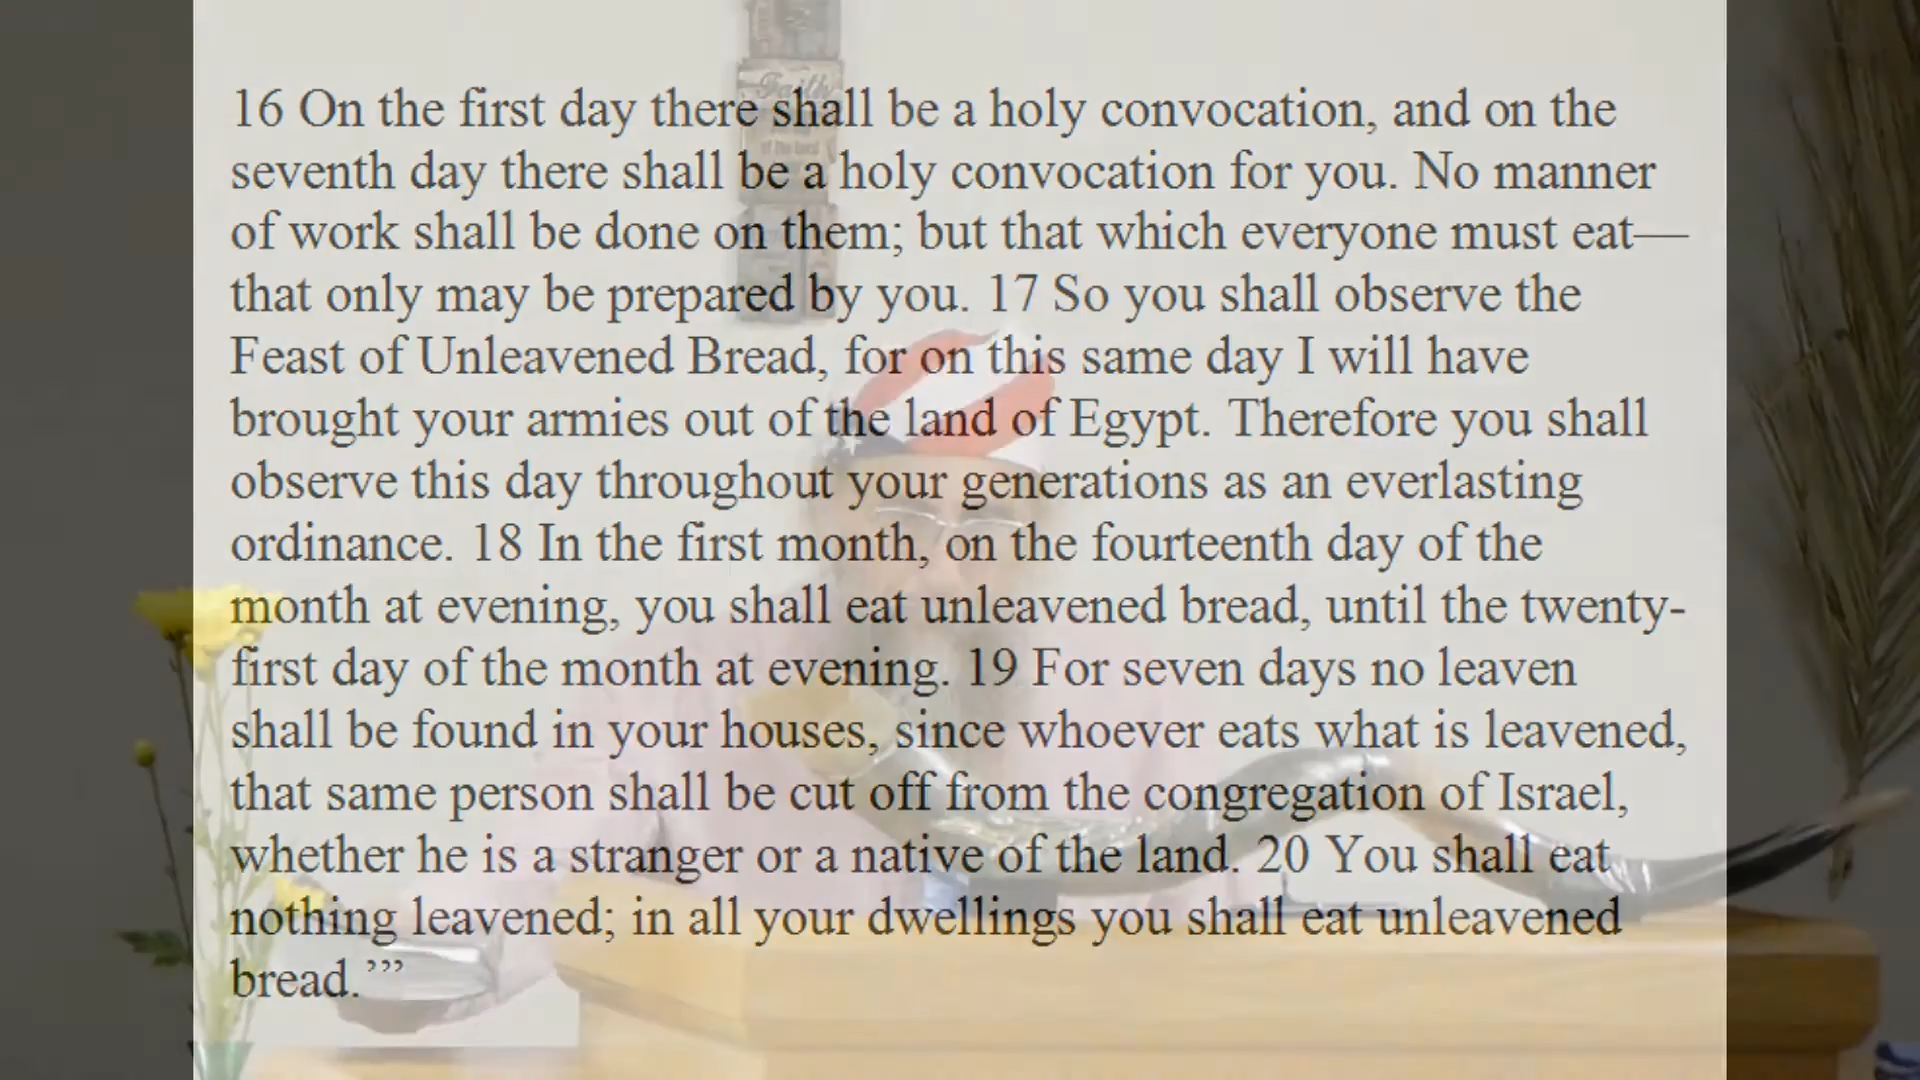 Faith
of the land
16 On the first day there shall be a holy convocation, and on the
seventh day there shall be a holy convocation for you. No manner
of work shall be done on them; but that which everyone must eat—
that only may be prepared by you. 17 So you shall observe the
Feast of Unleavened Bread, for on this same day I will have
brought your armies out of the land of Egypt. Therefore you shall
observe this day throughout your generations as an everlasting
ordinance. 18 In the first month, on the fourteenth day of the
month at evening, you shall eat unleavened bread, until the twenty-
first day of the month at evening. 19 For seven days no leaven
shall be found in your houses, since whoever eats what is leavened,
that same person shall be cut off from the congregation of Israel,
whether he is a stranger or a native of the land. 20 You shall eat
nothing leavened; in all your dwellings you shall eat unleavened
bread.’”